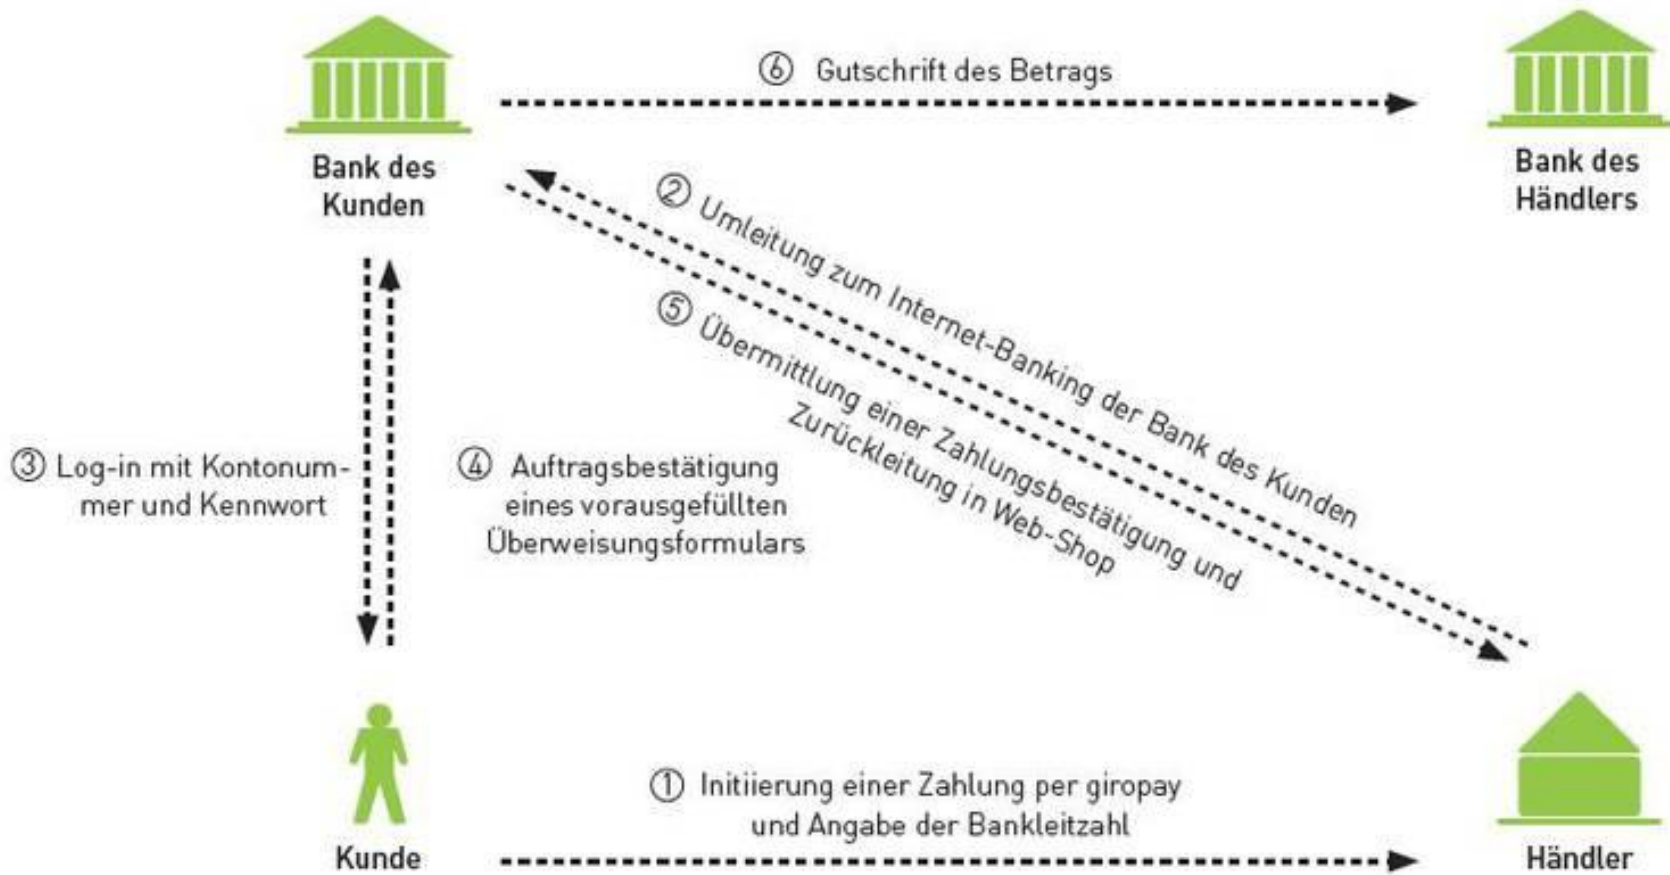 ⑥ Gutschrift des Betrags
Bank des
Kunden
Bank des
Händlers
② Umleitung zum Internet-Banking der Bank des Kunden
⑤ Übermittlung einer Zahlungsbestätigung und
Zurückleitung in Web-Shop
③ Log-in mit Kontonum-
mer und Kennwort
④ Auftragsbestätigung
eines vorausgefüllten
Überweisungsformulars
① Initiierung einer Zahlung per giropay
und Angabe der Bankleitzahl
Kunde
Händler